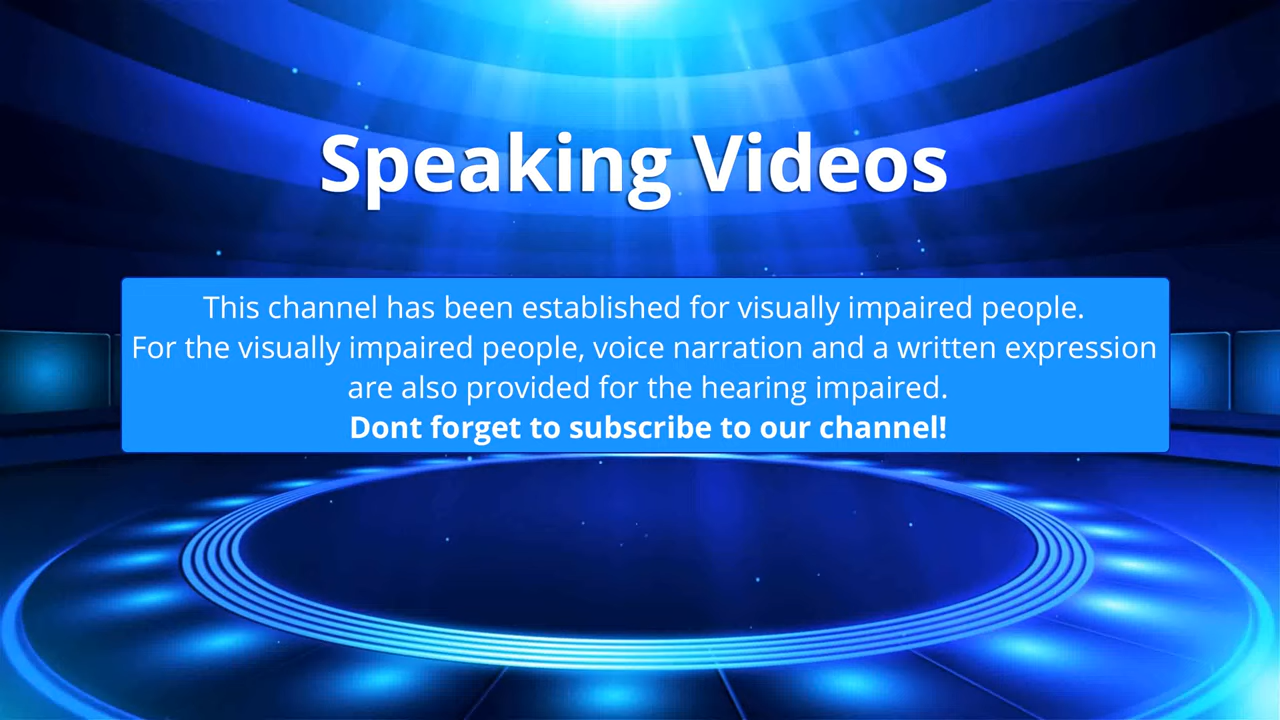 Speaking Videos
This channel has been established for visually impaired people.
For the visually impaired people, voice narration and a written expression
are also provided for the hearing impaired.
Dont forget to subscribe to our channel!